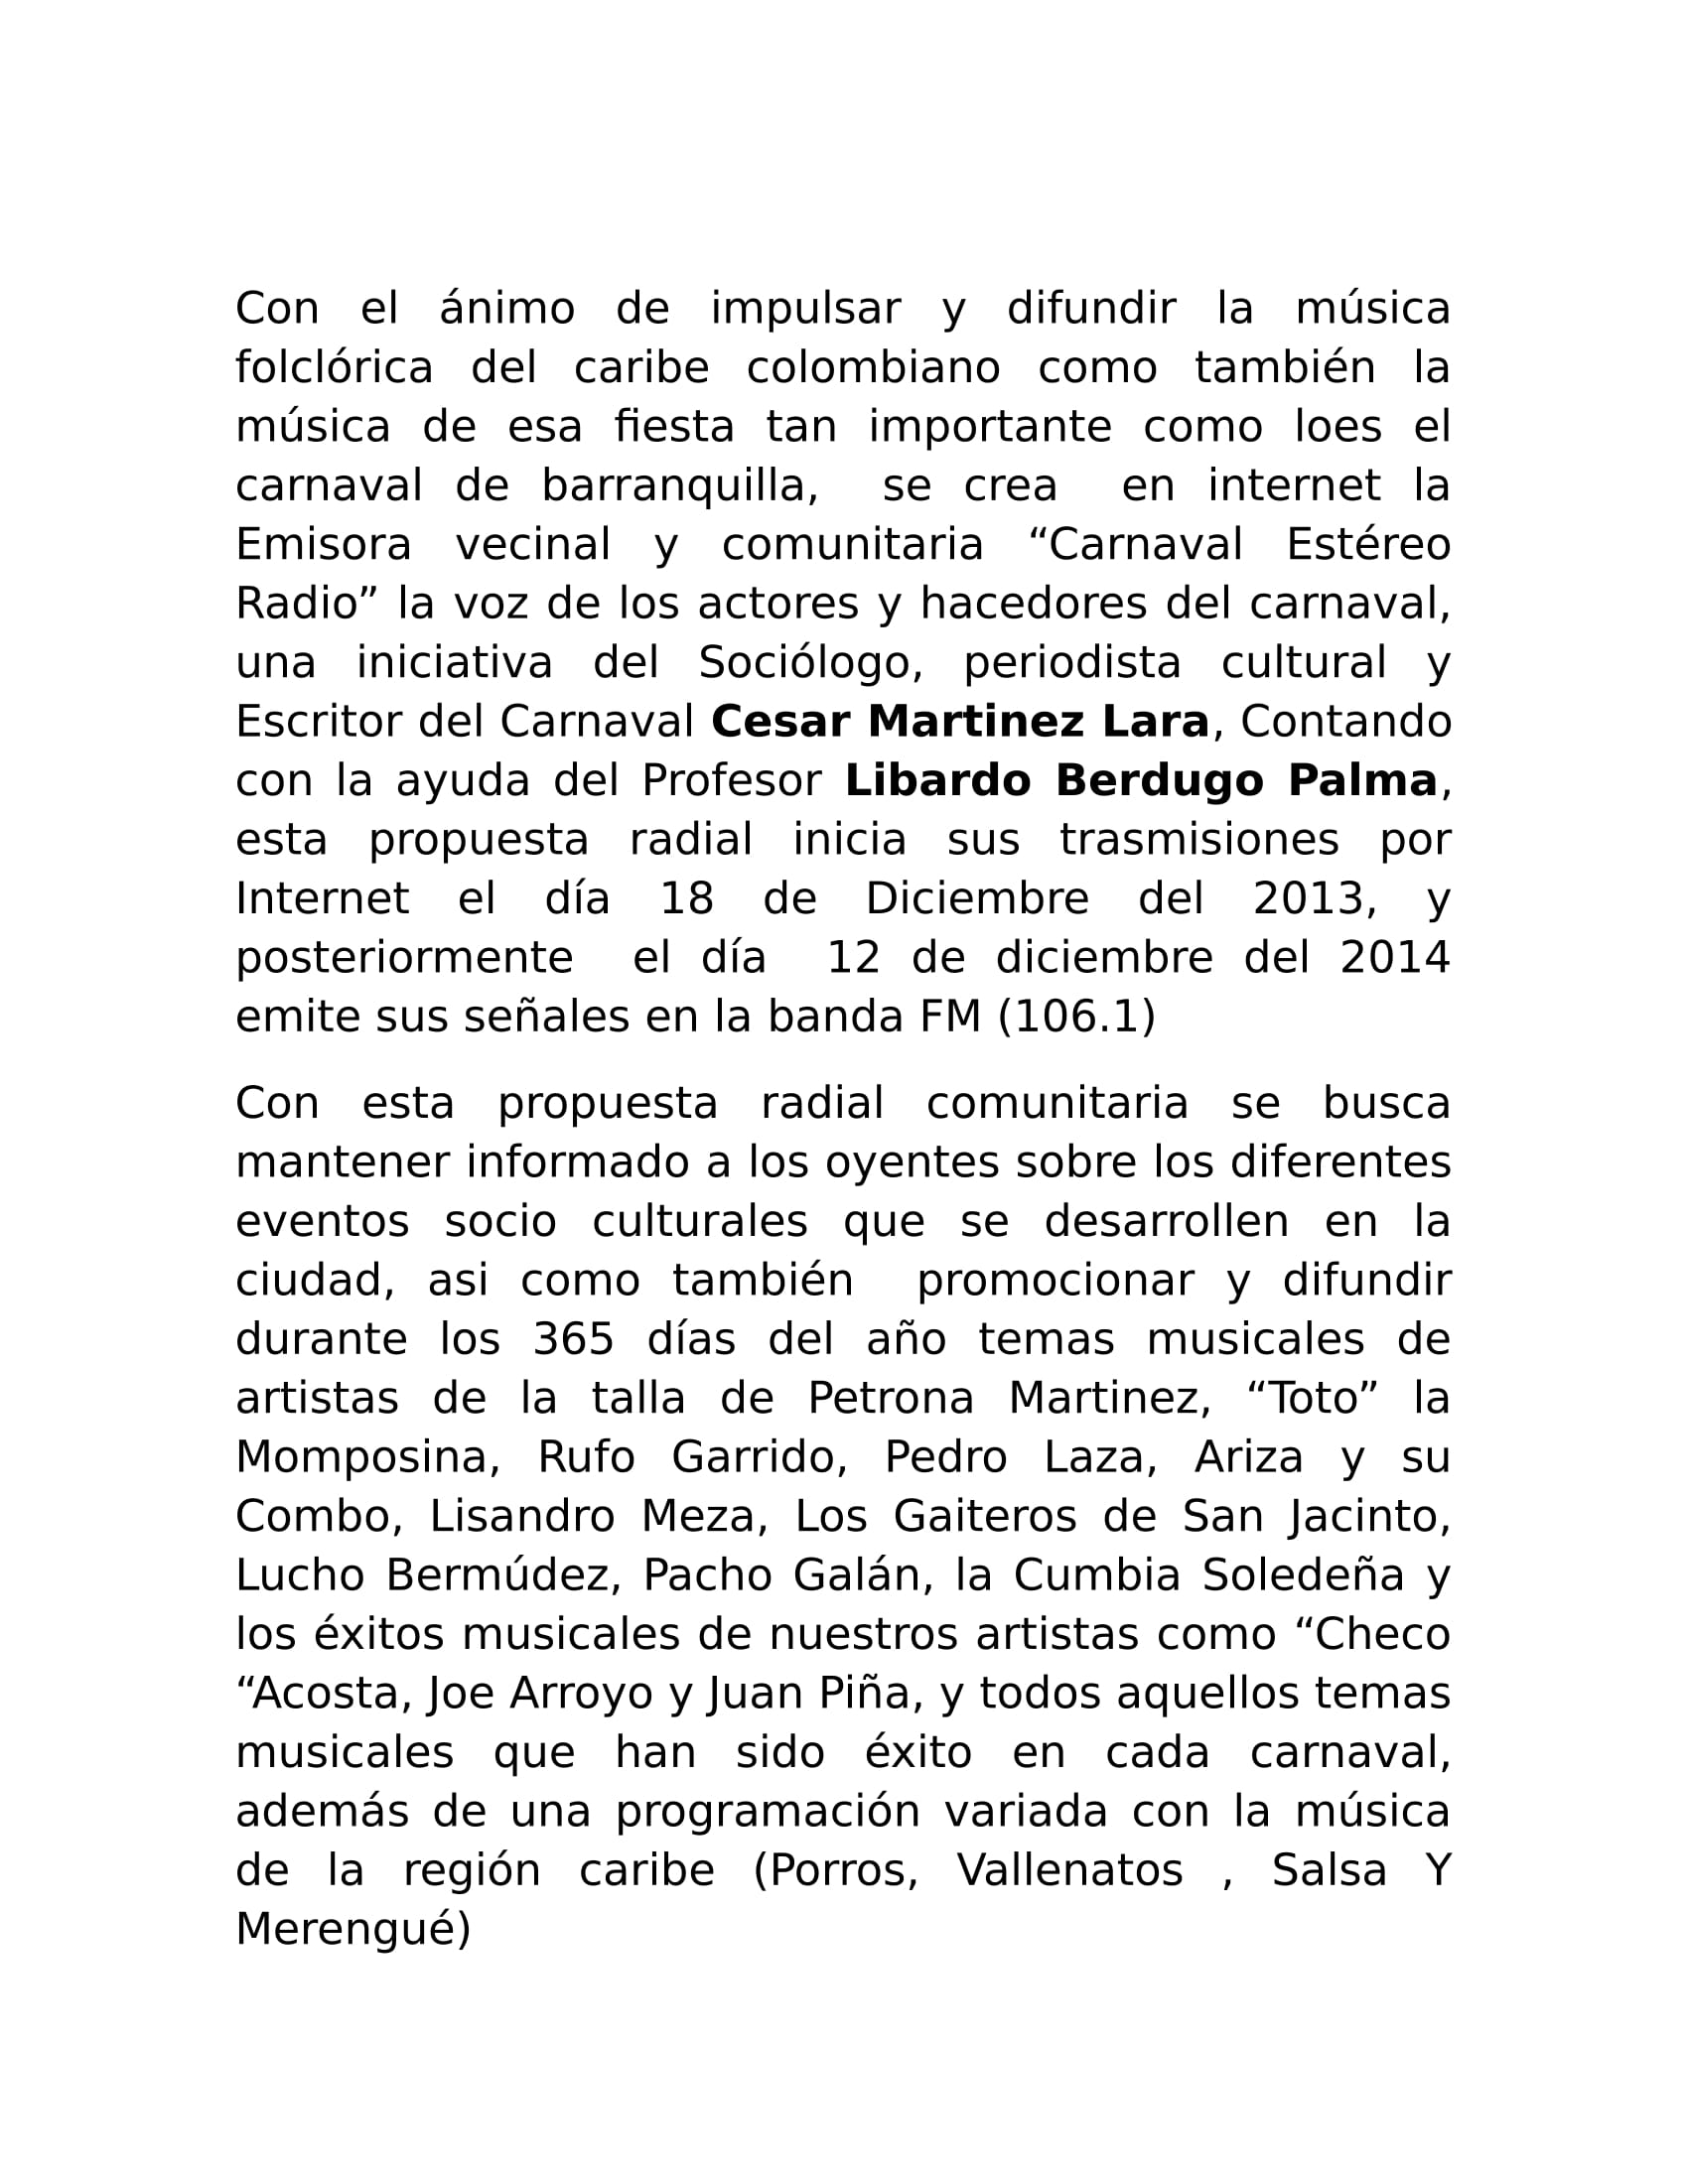 Con el ánimo de impulsar y difundir la música
folclórica del caribe colombiano como también la
música de esa fiesta tan importante como loes el
carnaval de barranquilla,  se crea  en internet la
Emisora vecinal y comunitaria “Carnaval Estéreo
Radio” la voz de los actores y hacedores del carnaval,
una iniciativa del Sociólogo, periodista cultural y
Escritor del Carnaval Cesar Martinez Lara, Contando
con la ayuda del Profesor Libardo Berdugo Palma,
esta propuesta radial inicia sus trasmisiones por
Internet el día 18 de Diciembre del 2013, y
posteriormente  el día  12 de diciembre del 2014
emite sus señales en la banda FM (106.1)
Con esta propuesta radial comunitaria se busca
mantener informado a los oyentes sobre los diferentes
eventos socio culturales que se desarrollen en la
ciudad, asi como también  promocionar y difundir
durante los 365 días del año temas musicales de
artistas de la talla de Petrona Martinez, “Toto” la
Momposina, Rufo Garrido, Pedro Laza, Ariza y su
Combo, Lisandro Meza, Los Gaiteros de San Jacinto,
Lucho Bermúdez, Pacho Galán, la Cumbia Soledeña y
los éxitos musicales de nuestros artistas como “Checo
“Acosta, Joe Arroyo y Juan Piña, y todos aquellos temas
musicales que han sido éxito en cada carnaval,
además de una programación variada con la música
de la región caribe (Porros, Vallenatos , Salsa Y
Merengué)